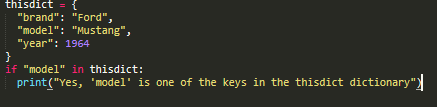 thisdict = {
  "brand": "Ford",
  "model": "Mustang",
  "year": 1964
}
if "model" in thisdict:
  print("Yes, 'model' is one of the keys in the thisdict dictionary")